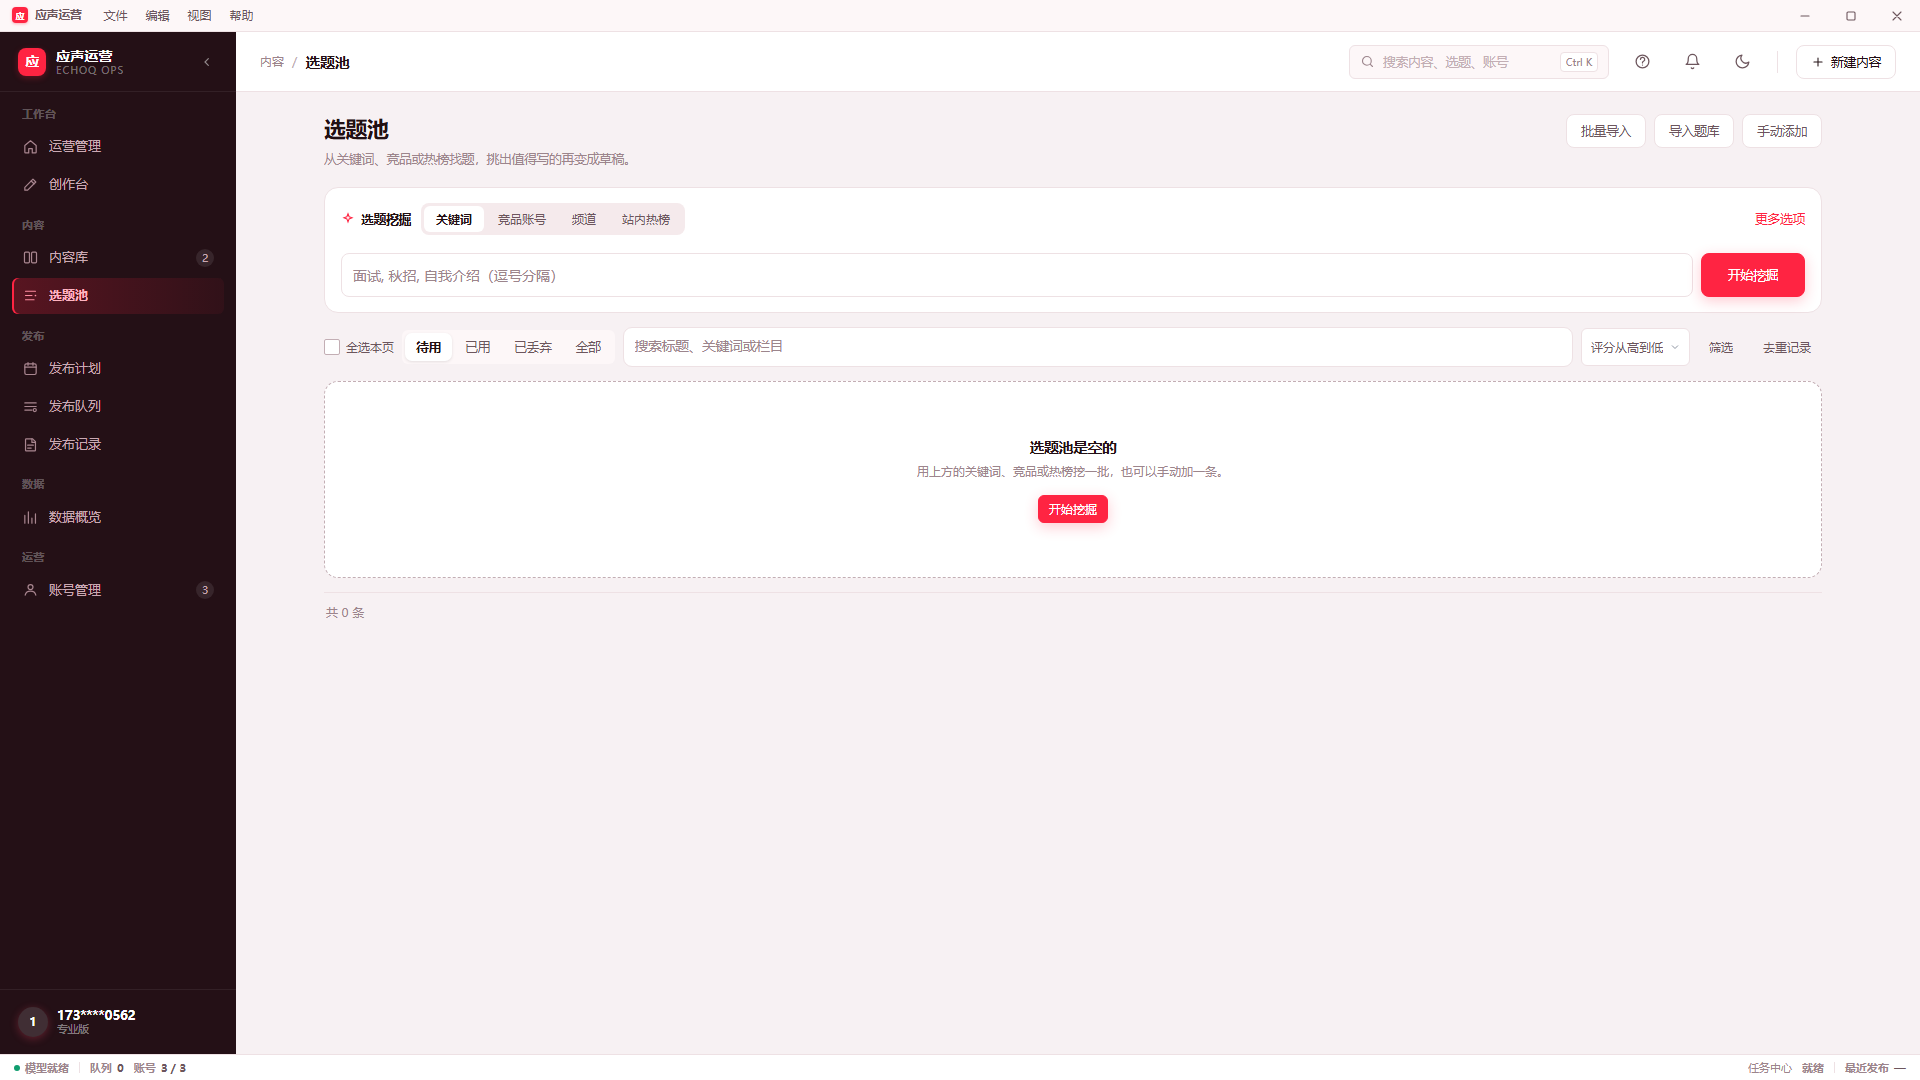 应 应声运营 文件 编辑 视图 帮助
应 应声运营
ECHOQ OPS
工作台
运营管理
创作台
内容
内容库 2
选题池
发布
发布计划
发布队列
发布记录
数据
数据概览
运营
账号管理 3
1 173****0562
专业版
内容 / 选题池
搜索内容、选题、账号 Ctrl K
+ 新建内容
选题池
从关键词、竞品或热榜找题，挑出值得写的再变成草稿。
批量导入 导入题库 手动添加
选题挖掘 关键词 竞品账号 频道 站内热榜 更多选项
面试, 秋招, 自我介绍（逗号分隔） 开始挖掘
全选本页 待用 已用 已丢弃 全部 搜索标题、关键词或栏目 评分从高到低 筛选 去重记录
选题池是空的
用上方的关键词、竞品或热榜挖一批，也可以手动加一条。
开始挖掘
共 0 条
模型就绪 队列 0 账号 3 / 3 任务中心 就绪 最近发布 —